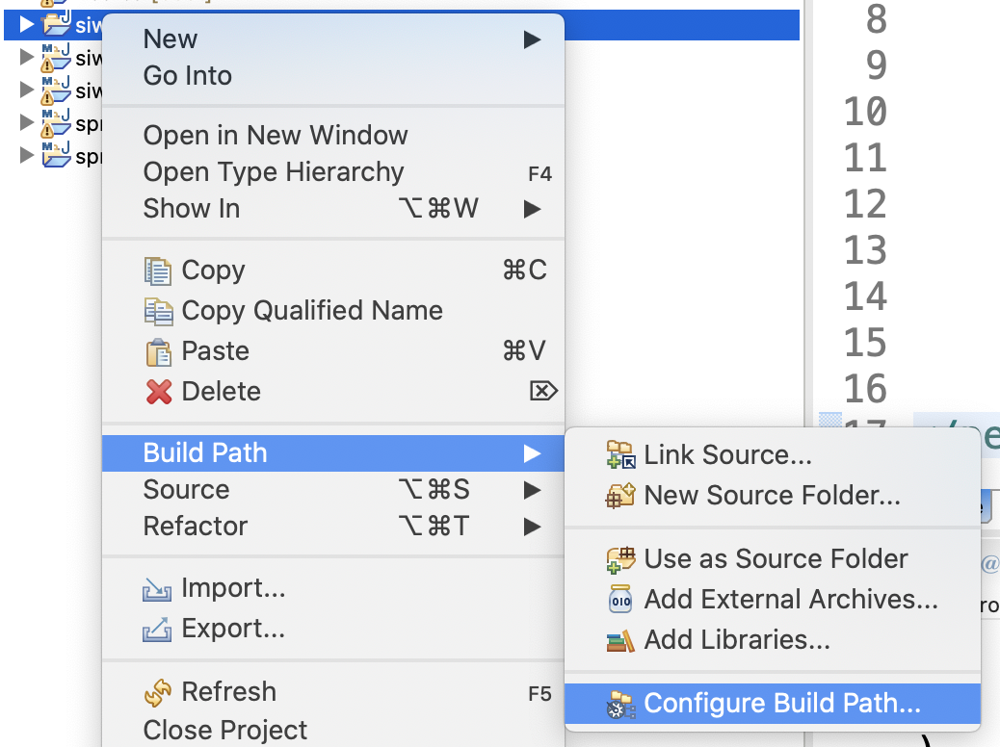 siw
siw
siw
spr
spr
New
Go Into
Open in New Window
Open Type Hierarchy F4
Show In ⌥⌘W
Copy ⌘C
Copy Qualified Name
Paste ⌘V
Delete ⌦
Build Path
Source ⌥⌘S
Refactor ⌥⌘T
Import...
Export...
Refresh F5
Close Project
Link Source...
New Source Folder...
Use as Source Folder
Add External Archives...
Add Libraries...
Configure Build Path...
8
9
10
11
12
13
14
15
16
17
@
)